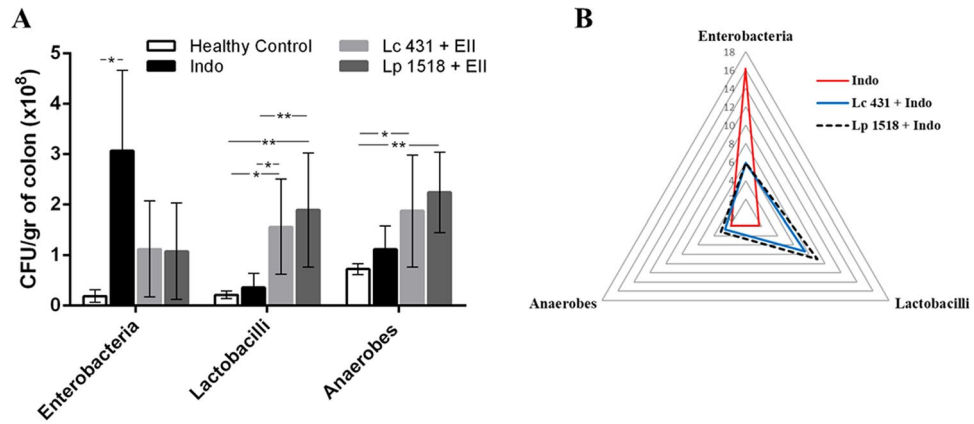 A
Healthy Control
Indo
Lc 431 + EII
Lp 1518 + EII
CFU/gr of colon (x10⁸)
5
4
3
2
1
0
*
*
*
**
**
*
**
Enterobacteria
Lactobacilli
Anaerobes
B
Enterobacteria
18
16
14
12
10
8
6
4
Indo
Lc 431 + Indo
Lp 1518 + Indo
Anaerobes
Lactobacilli